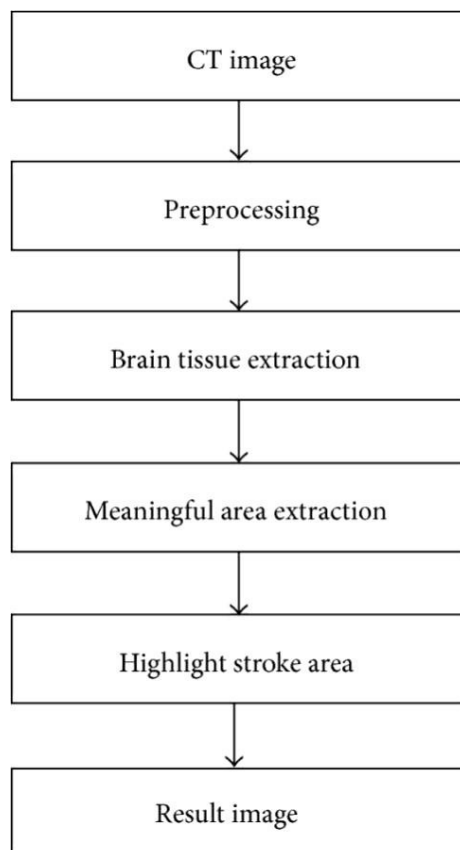 CT image
Preprocessing
Brain tissue extraction
Meaningful area extraction
Highlight stroke area
Result image